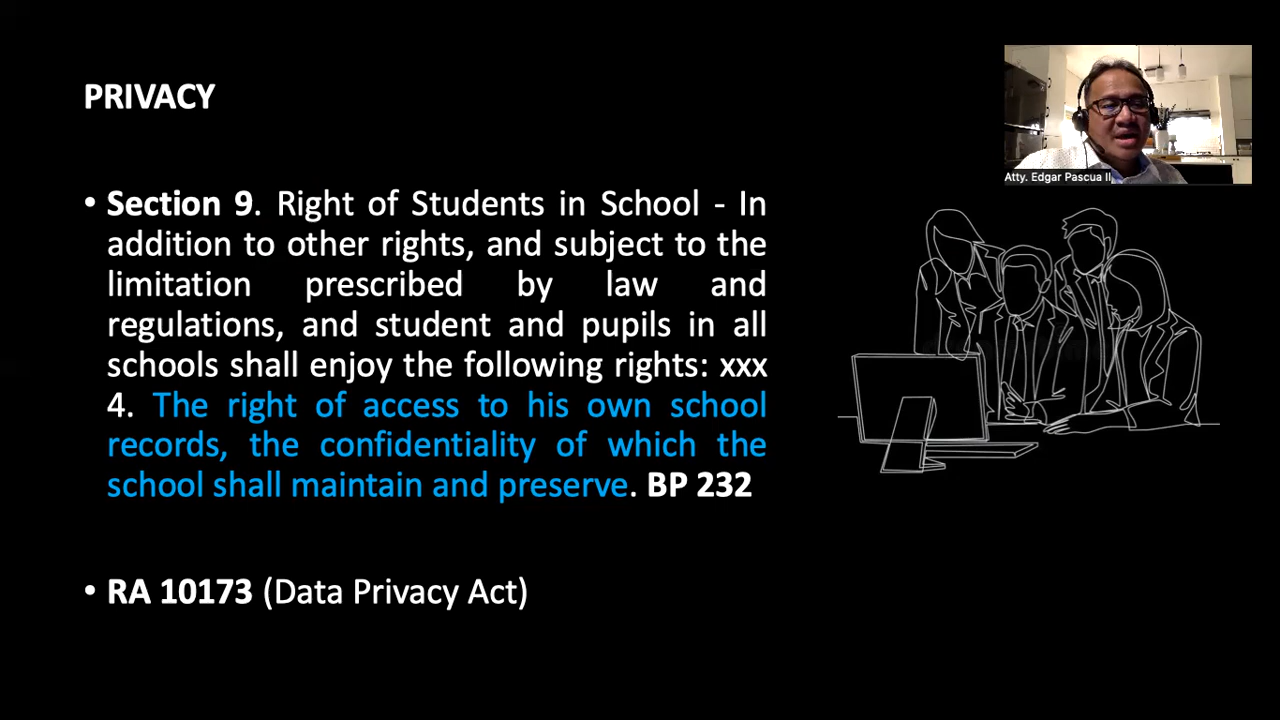 PRIVACY
Atty. Edgar Pascua II
• Section 9. Right of Students in School - In
addition to other rights, and subject to the
limitation prescribed by law and
regulations, and student and pupils in all
schools shall enjoy the following rights: xxx
4. The right of access to his own school
records, the confidentiality of which the
school shall maintain and preserve. BP 232
• RA 10173 (Data Privacy Act)